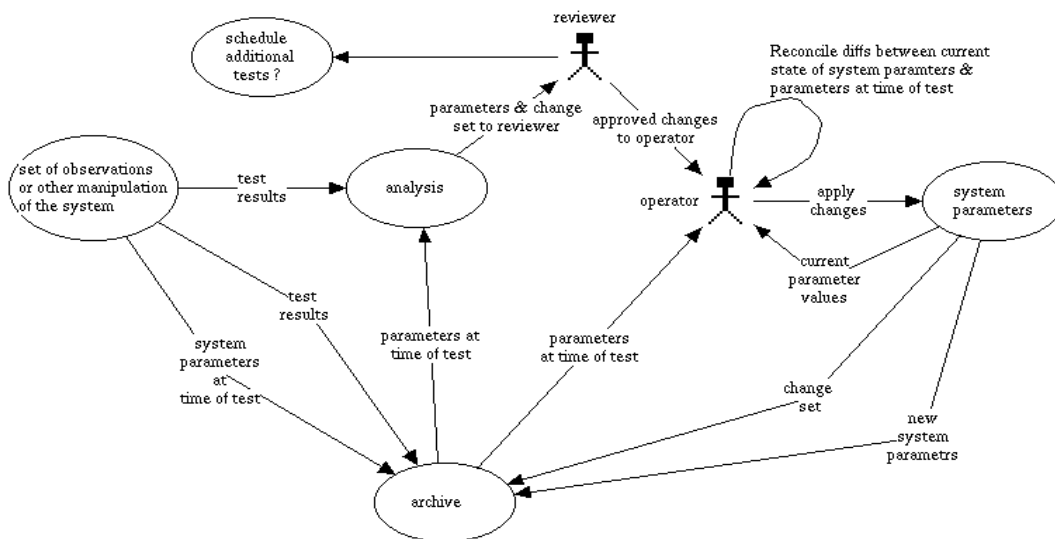 reviewer
schedule
additional
tests ?
Reconcile diffs between current
state of system paramters &
parameters at time of test
parameters & change
set to reviewer
approved changes
to operator
set of observations
or other manipulation
of the system
test
results
analysis
operator
apply
changes
system
parameters
current
parameter
values
test
results
system
parameters
at
time of test
parameters at
time of test
parameters
at time of test
change
set
new
system
parametrs
archive